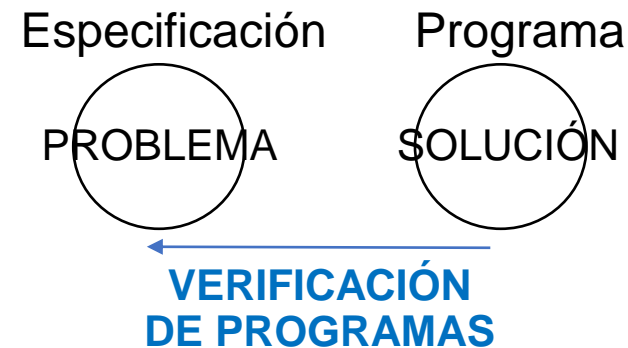 Especificación Programa
PROBLEMA SOLUCIÓN
VERIFICACIÓN
DE PROGRAMAS